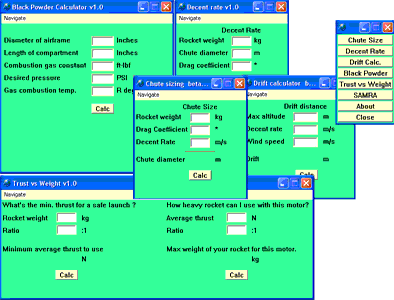 Black Powder Calculator v1.0
Navigate
Diameter of airframe Inches
Length of compartment Inches
Combustion gas constsot ft-lbf
Desired pressure PSI
Gas combustion temp. R de
Calc
Decent rate v1.0
Navigate
Decent Rate
Rocket weight kg
Chute diameter m
Drag coefficient *
Chute sizing beta...
Navigate
Chute Size
Rocket weight kg
Drag Coefficient *
Decent Rate m/s
Chute diameter m
Calc
Drift calculator b...
Drift distance
Max altitude m
Decent rate m/s
Wind speed m/s
Drift m
Calc
Chute Size
Decent Rate
Drift Calc.
Black Powder
Trust vs Weight
SAMRA
About
Close
Trust vs Weight v1.0
Navigate
What's the min. thrust for a safe launch ?
Rocket weight kg
Ratio :1
Minimum average thrust to use
N
Calc
How heavy rocket can I use with this motor?
Average thrust N
Ratio :1
Max weight of your rocket for this motor.
kg
Calc